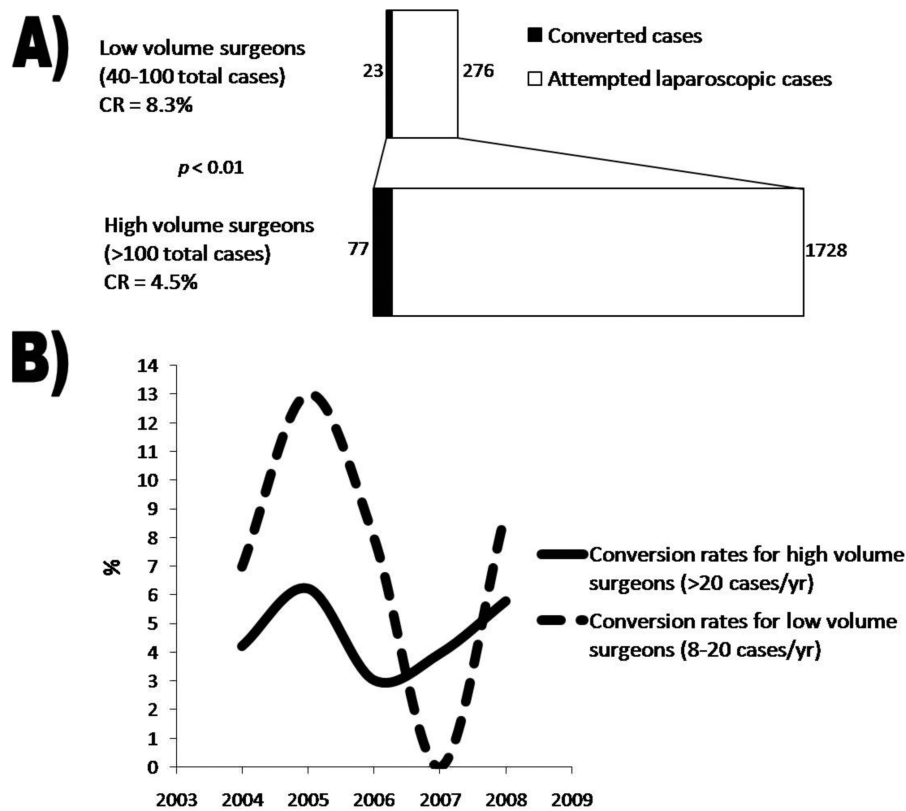 A)
Low volume surgeons
(40-100 total cases)
CR = 8.3%
23
276
Converted cases
Attempted laparoscopic cases
p < 0.01
High volume surgeons
(>100 total cases)
CR = 4.5%
77
1728
B)
14
13
12
11
10
9
8
7
6
5
4
3
2
1
0
%
2003 2004 2005 2006 2007 2008 2009
Conversion rates for high volume
surgeons (>20 cases/yr)
Conversion rates for low volume
surgeons (8-20 cases/yr)